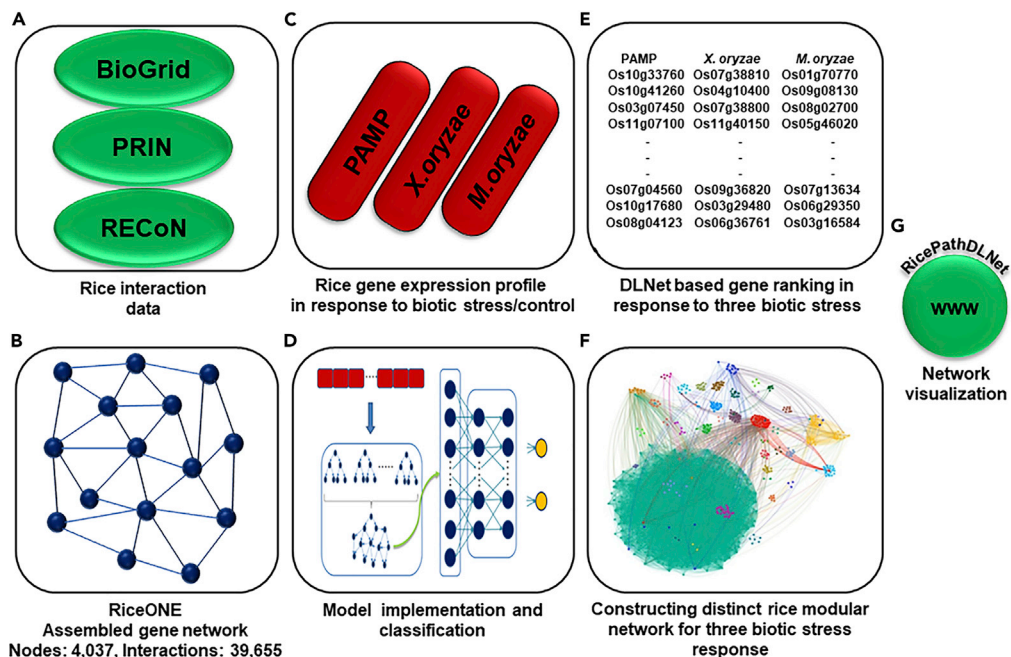 A
BioGrid
PRIN
RECoN
Rice interaction
data
B
RiceONE
Assembled gene network
Nodes: 4,037, Interactions: 39,655
C
PAMP
X.oryzae
M.oryzae
Rice gene expression profile
in response to biotic stress/control
D
Model implementation and
classification
E
PAMP X.oryzae M.oryzae
Os10g33760 Os07g38810 Os01g70770
Os10g41260 Os04g10400 Os09g08130
Os03g07450 Os07g38800 Os08g02700
Os11g07100 Os11g40150 Os05g46020
- - -
- - -
- - -
Os07g04560 Os09g36820 Os07g13634
Os10g17680 Os03g29480 Os06g29350
Os08g04123 Os06g36761 Os03g16584
DLNet based gene ranking in
response to three biotic stress
F
Constructing distinct rice modular
network for three biotic stress
response
G
RicePathDLNet
www
Network
visualization